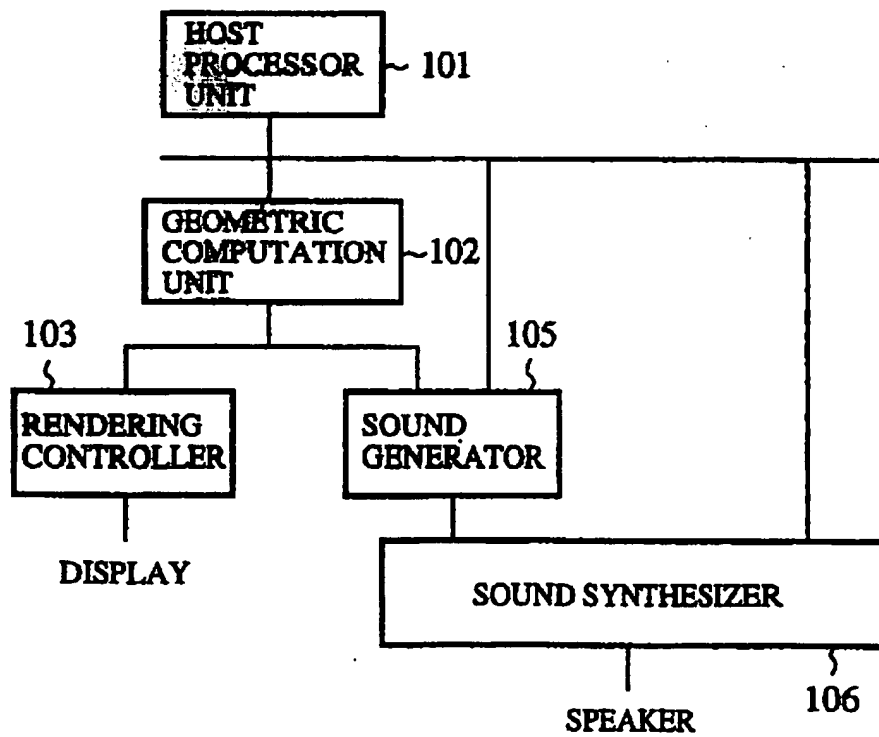 HOST
PROCESSOR
UNIT
101
GEOMETRIC
COMPUTATION
UNIT
102
103
105
RENDERING
CONTROLLER
SOUND
GENERATOR
DISPLAY
SOUND SYNTHESIZER
106
SPEAKER